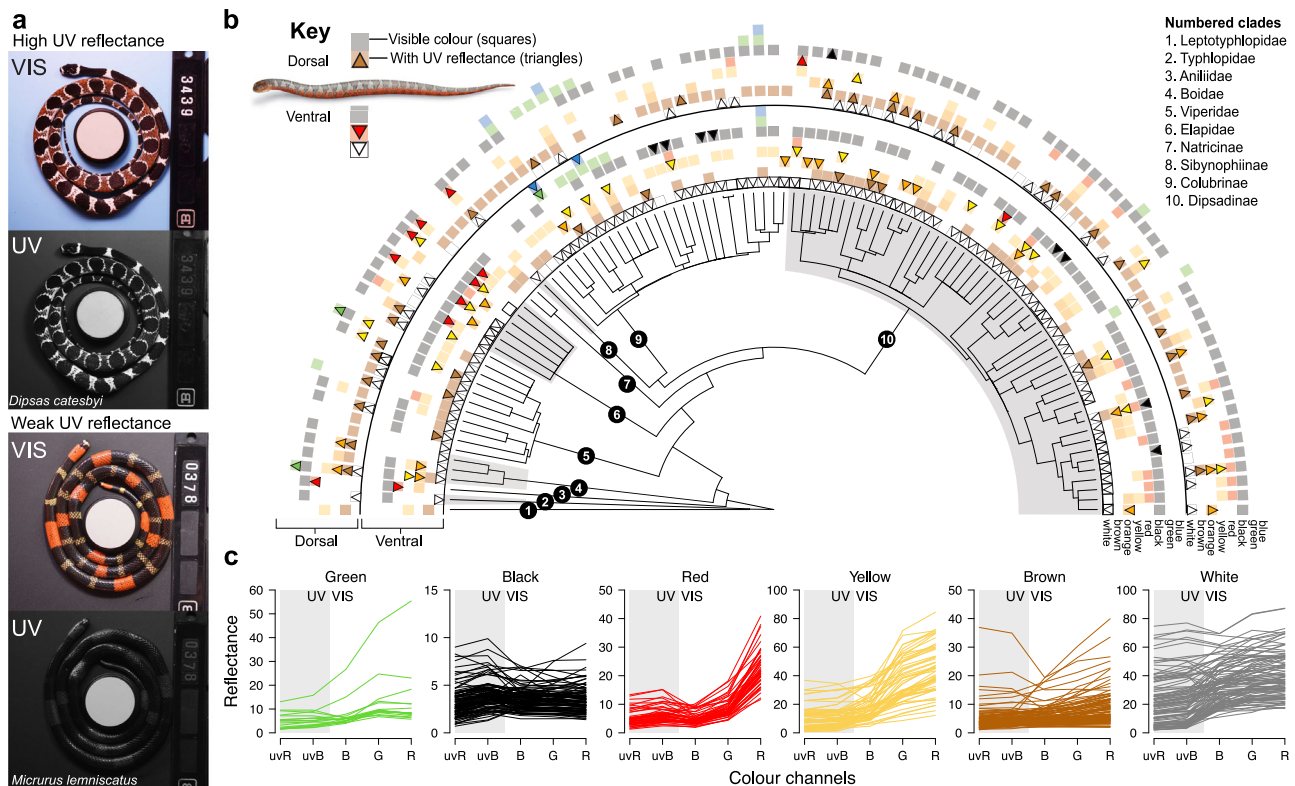 a
High UV reflectance
VIS
3439
UV
3439
Dipsas catesbyi
Weak UV reflectance
VIS
0378
UV
0378
Micrurus lemniscatus
b
Key
Dorsal
Visible colour (squares)
With UV reflectance (triangles)
Ventral
Numbered clades
1. Leptotyphlopidae
2. Typhlopidae
3. Aniliidae
4. Boidae
5. Viperidae
6. Elapidae
7. Natricinae
8. Sibynophiinae
9. Colubrinae
10. Dipsadinae
9
10
8
7
6
5
4
3
2
1
Dorsal
Ventral
white
brown
orange
yellow
red
black
green
blue
white
brown
orange
yellow
red
black
green
blue
c
Green
Black
Red
Yellow
Brown
White
Reflectance
UV VIS
60
50
40
30
20
10
0
uvR
uvB
B
G
R
UV VIS
15
10
5
0
uvR
uvB
B
G
R
UV VIS
60
50
40
30
20
10
0
uvR
uvB
B
G
R
UV VIS
100
80
60
40
20
0
uvR
uvB
B
G
R
UV VIS
50
40
30
20
10
0
uvR
uvB
B
G
R
UV VIS
100
80
60
40
20
0
uvR
uvB
B
G
R
Colour channels